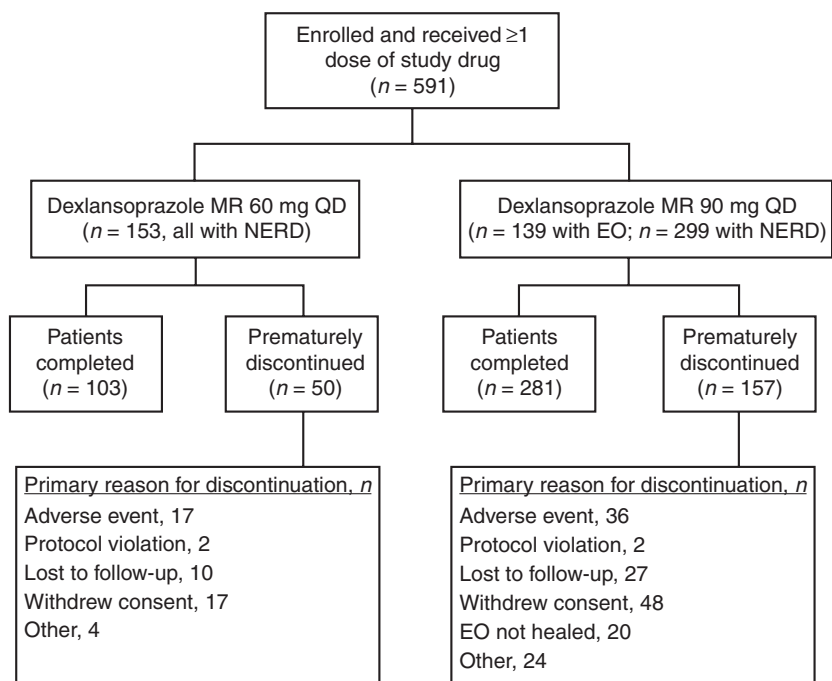 Enrolled and received ≥1
dose of study drug
(n = 591)
Dexlansoprazole MR 60 mg QD
(n = 153, all with NERD)
Dexlansoprazole MR 90 mg QD
(n = 139 with EO; n = 299 with NERD)
Patients
completed
(n = 103)
Prematurely
discontinued
(n = 50)
Patients
completed
(n = 281)
Prematurely
discontinued
(n = 157)
Primary reason for discontinuation, n
Adverse event, 17
Protocol violation, 2
Lost to follow-up, 10
Withdrew consent, 17
Other, 4
Primary reason for discontinuation, n
Adverse event, 36
Protocol violation, 2
Lost to follow-up, 27
Withdrew consent, 48
EO not healed, 20
Other, 24